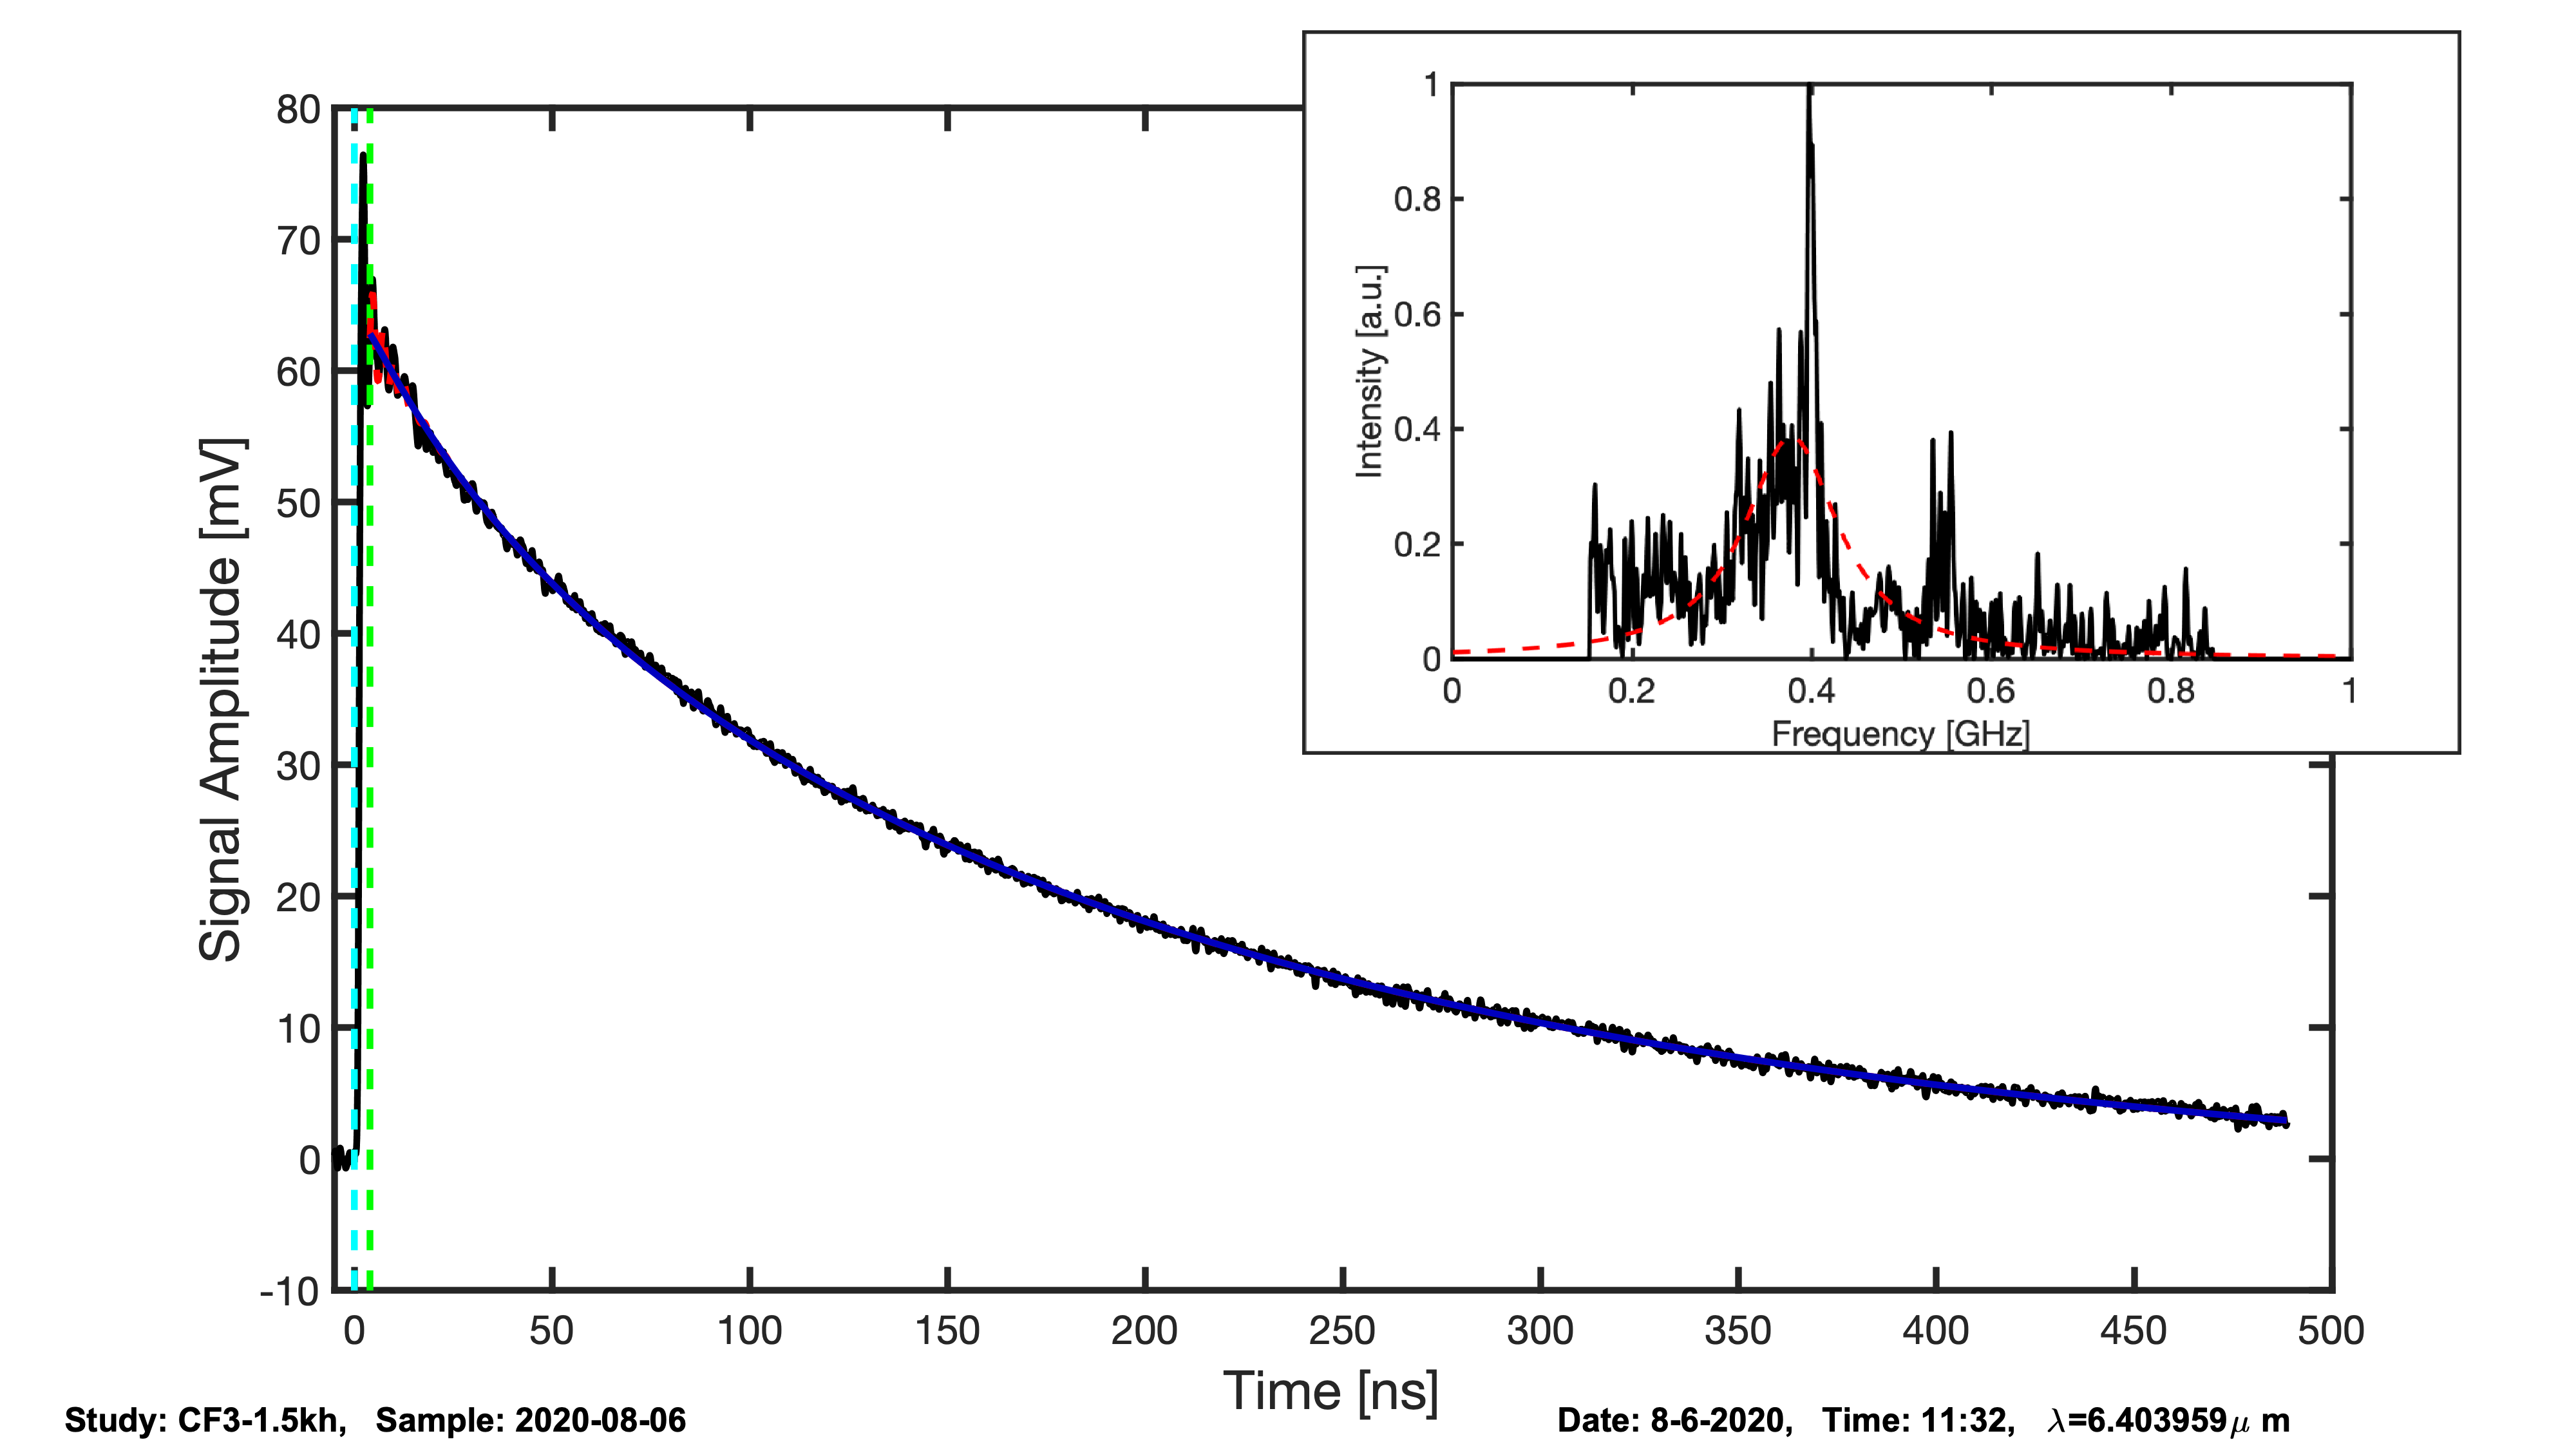 1
0.8
0.6
0.4
0.2
0
0 0.2 0.4 0.6 0.8 1
Intensity [a.u.]
Frequency [GHz]
80
70
60
50
40
30
20
10
0
-10
Signal Amplitude [mV]
0 50 100 150 200 250 300 350 400 450 500
Time [ns]
Study: CF3-1.5kh, Sample: 2020-08-06
Date: 8-6-2020, Time: 11:32, λ=6.403959μ m